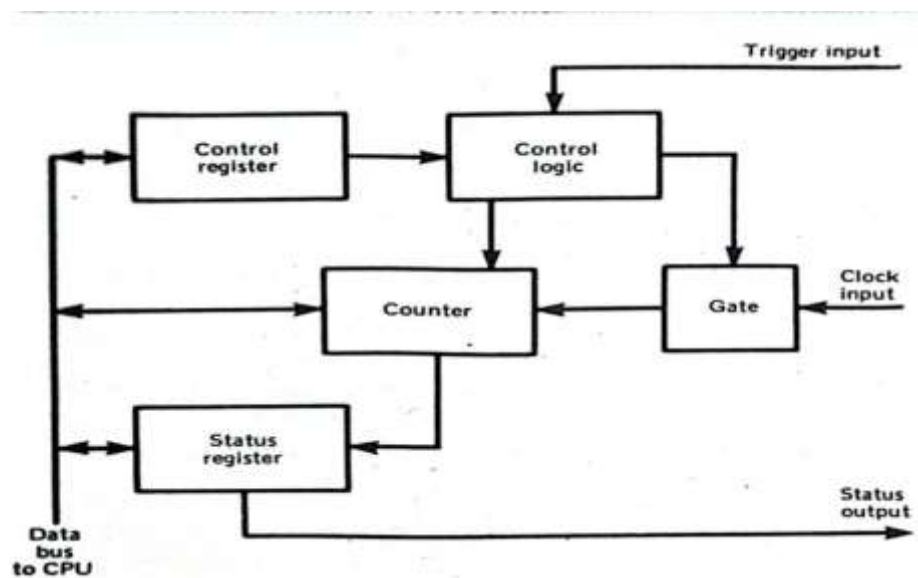 Trigger input
Control
register
Control
logic
Counter
Gate
Clock
input
Status
register
Status
output
Data
bus
to CPU